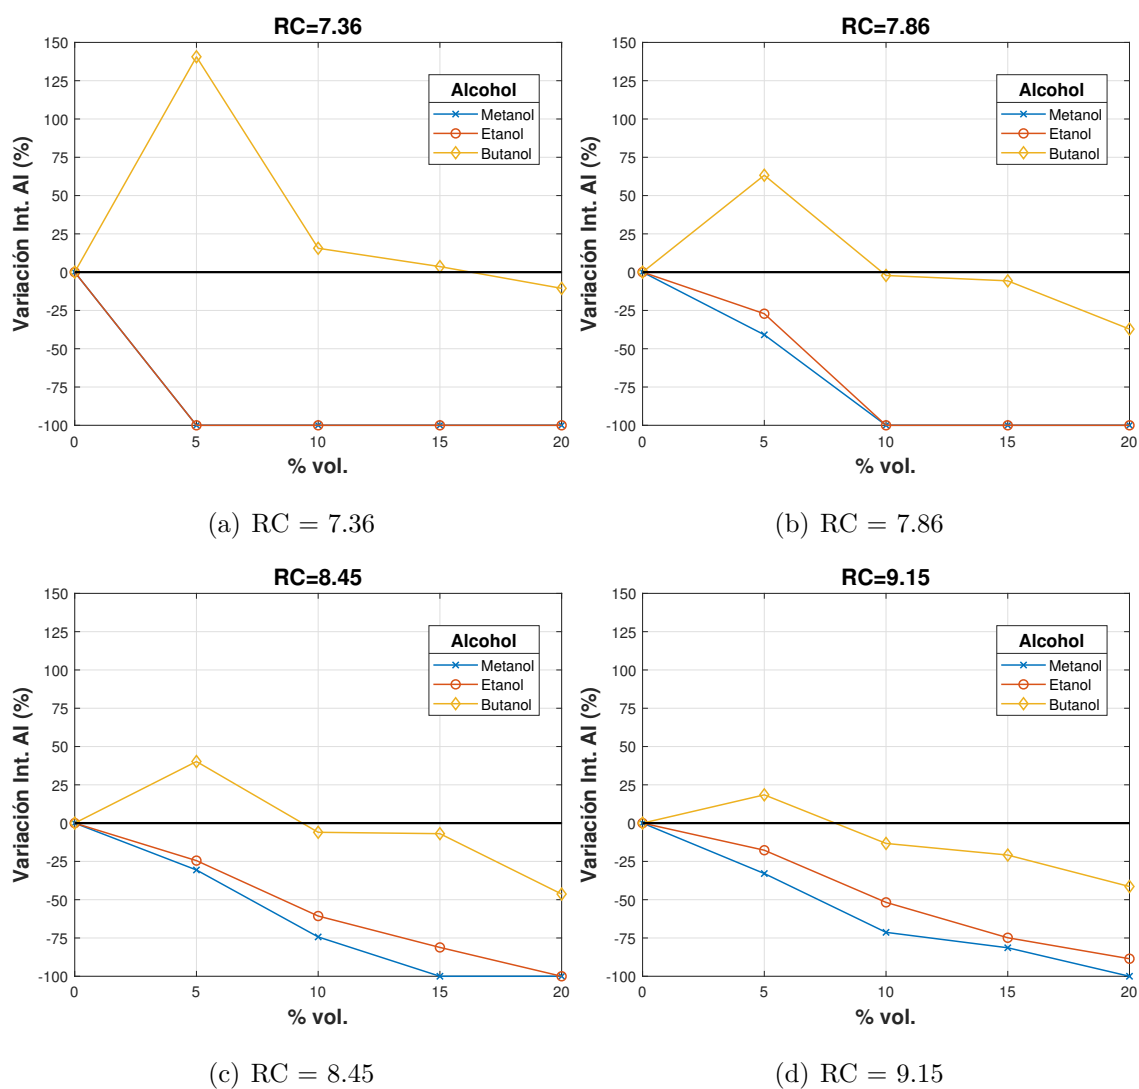 RC=7.36
Variación Int. AI (%)
150
125
100
75
50
25
0
-25
-50
-75
-100
0 5 10 15 20
% vol.
Alcohol
Metanol
Etanol
Butanol
(a) RC = 7.36
RC=7.86
Variación Int. AI (%)
150
125
100
75
50
25
0
-25
-50
-75
-100
0 5 10 15 20
% vol.
Alcohol
Metanol
Etanol
Butanol
(b) RC = 7.86
RC=8.45
Variación Int. AI (%)
150
125
100
75
50
25
0
-25
-50
-75
-100
0 5 10 15 20
% vol.
Alcohol
Metanol
Etanol
Butanol
(c) RC = 8.45
RC=9.15
Variación Int. AI (%)
150
125
100
75
50
25
0
-25
-50
-75
-100
0 5 10 15 20
% vol.
Alcohol
Metanol
Etanol
Butanol
(d) RC = 9.15